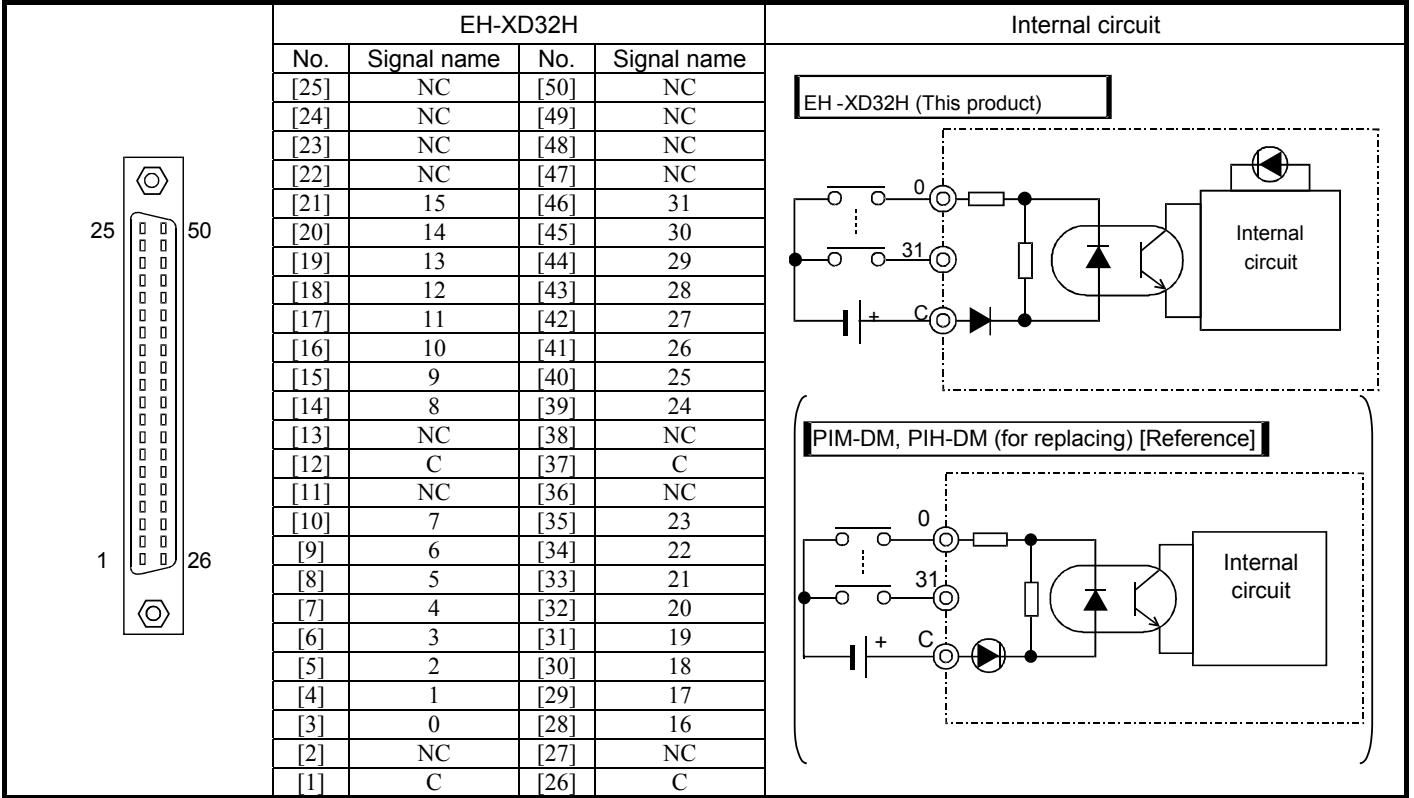 EH-XD32H Internal circuit
No. Signal name No. Signal name
[25] NC [50] NC
[24] NC [49] NC
[23] NC [48] NC
[22] NC [47] NC
[21] 15 [46] 31
[20] 14 [45] 30
[19] 13 [44] 29
[18] 12 [43] 28
[17] 11 [42] 27
[16] 10 [41] 26
[15] 9 [40] 25
[14] 8 [39] 24
[13] NC [38] NC
[12] C [37] C
[11] NC [36] NC
[10] 7 [35] 23
[9] 6 [34] 22
[8] 5 [33] 21
[7] 4 [32] 20
[6] 3 [31] 19
[5] 2 [30] 18
[4] 1 [29] 17
[3] 0 [28] 16
[2] NC [27] NC
[1] C [26] C
25 50
1 26
EH -XD32H (This product)
0
31
+ C
Internal
circuit
PIM-DM, PIH-DM (for replacing) [Reference]
0
31
+ C
Internal
circuit